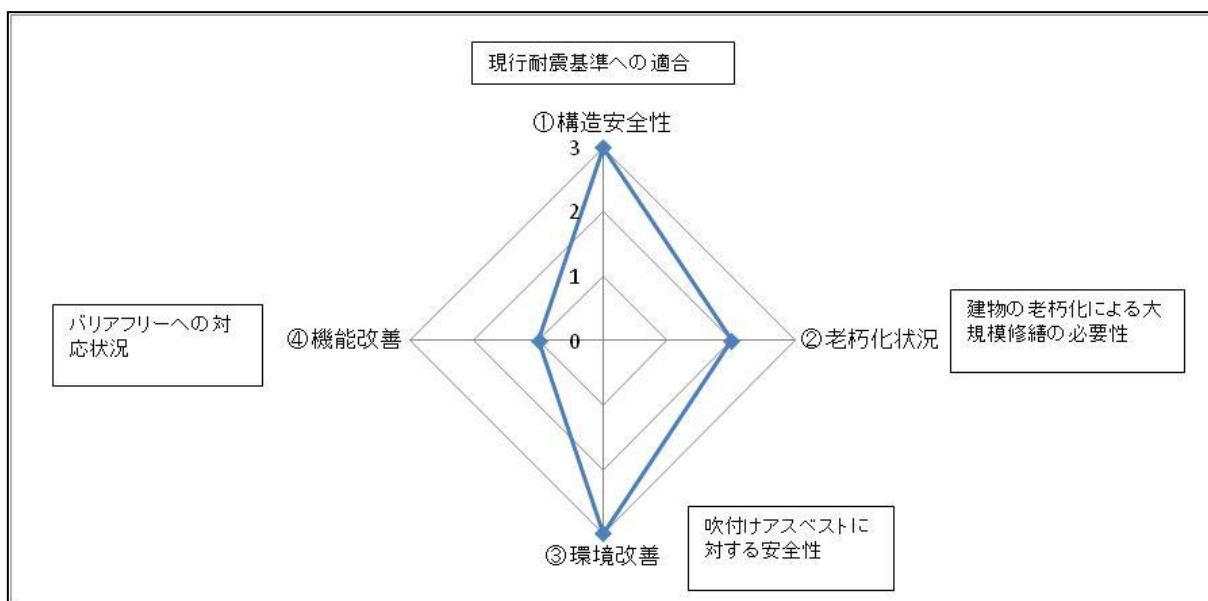 現行耐震基準への適合
①構造安全性
3
2
1
0
バリアフリーへの対
応状況
④機能改善
②老朽化状況
建物の老朽化による大
規模修繕の必要性
③環境改善
吹付けアスベストに
対する安全性